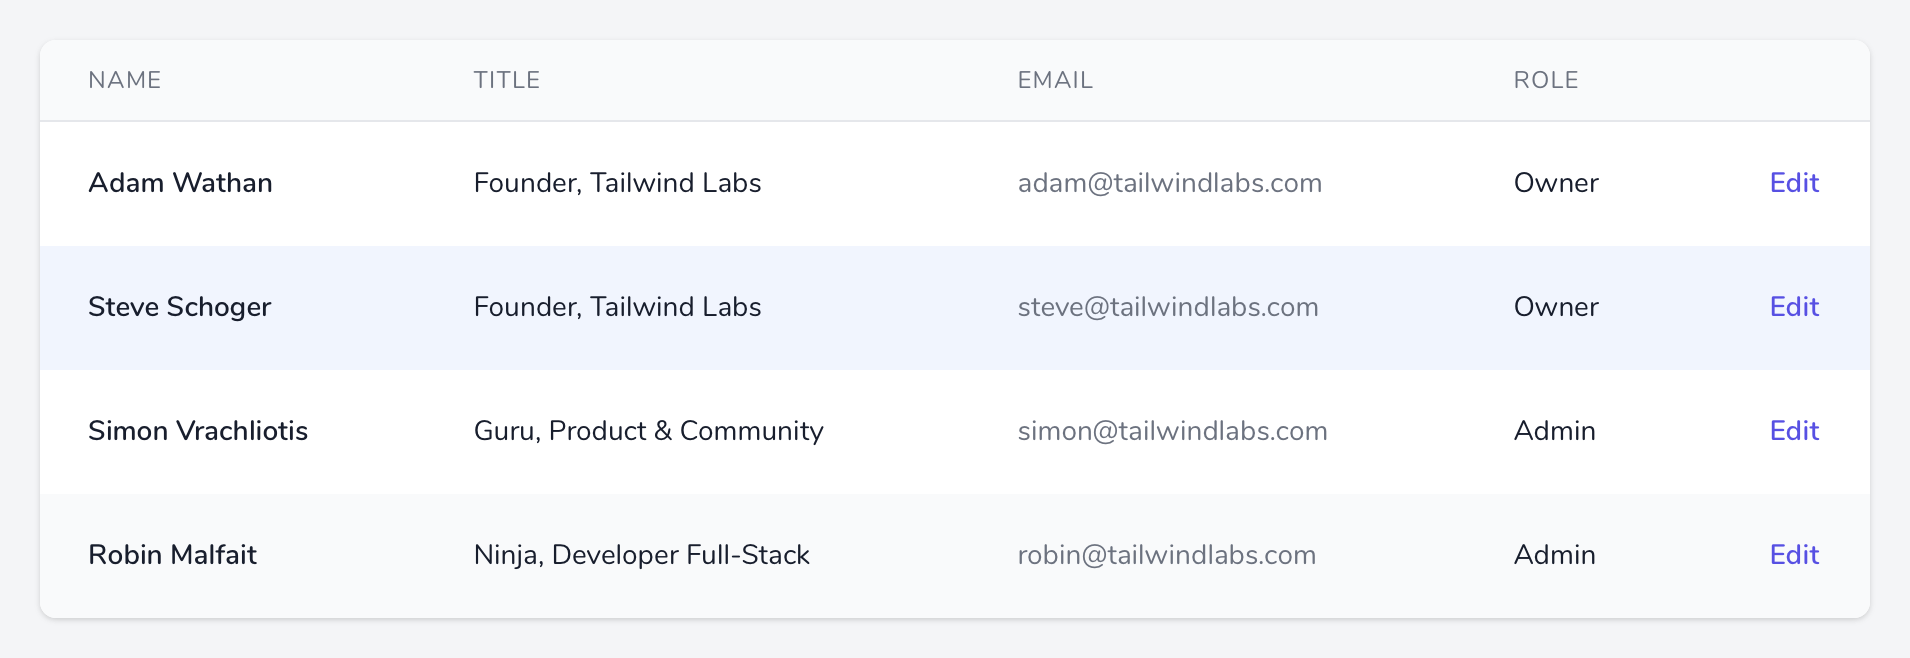 NAME TITLE EMAIL ROLE
Adam Wathan Founder, Tailwind Labs adam@tailwindlabs.com Owner Edit
Steve Schoger Founder, Tailwind Labs steve@tailwindlabs.com Owner Edit
Simon Vrachliotis Guru, Product & Community simon@tailwindlabs.com Admin Edit
Robin Malfait Ninja, Developer Full-Stack robin@tailwindlabs.com Admin Edit